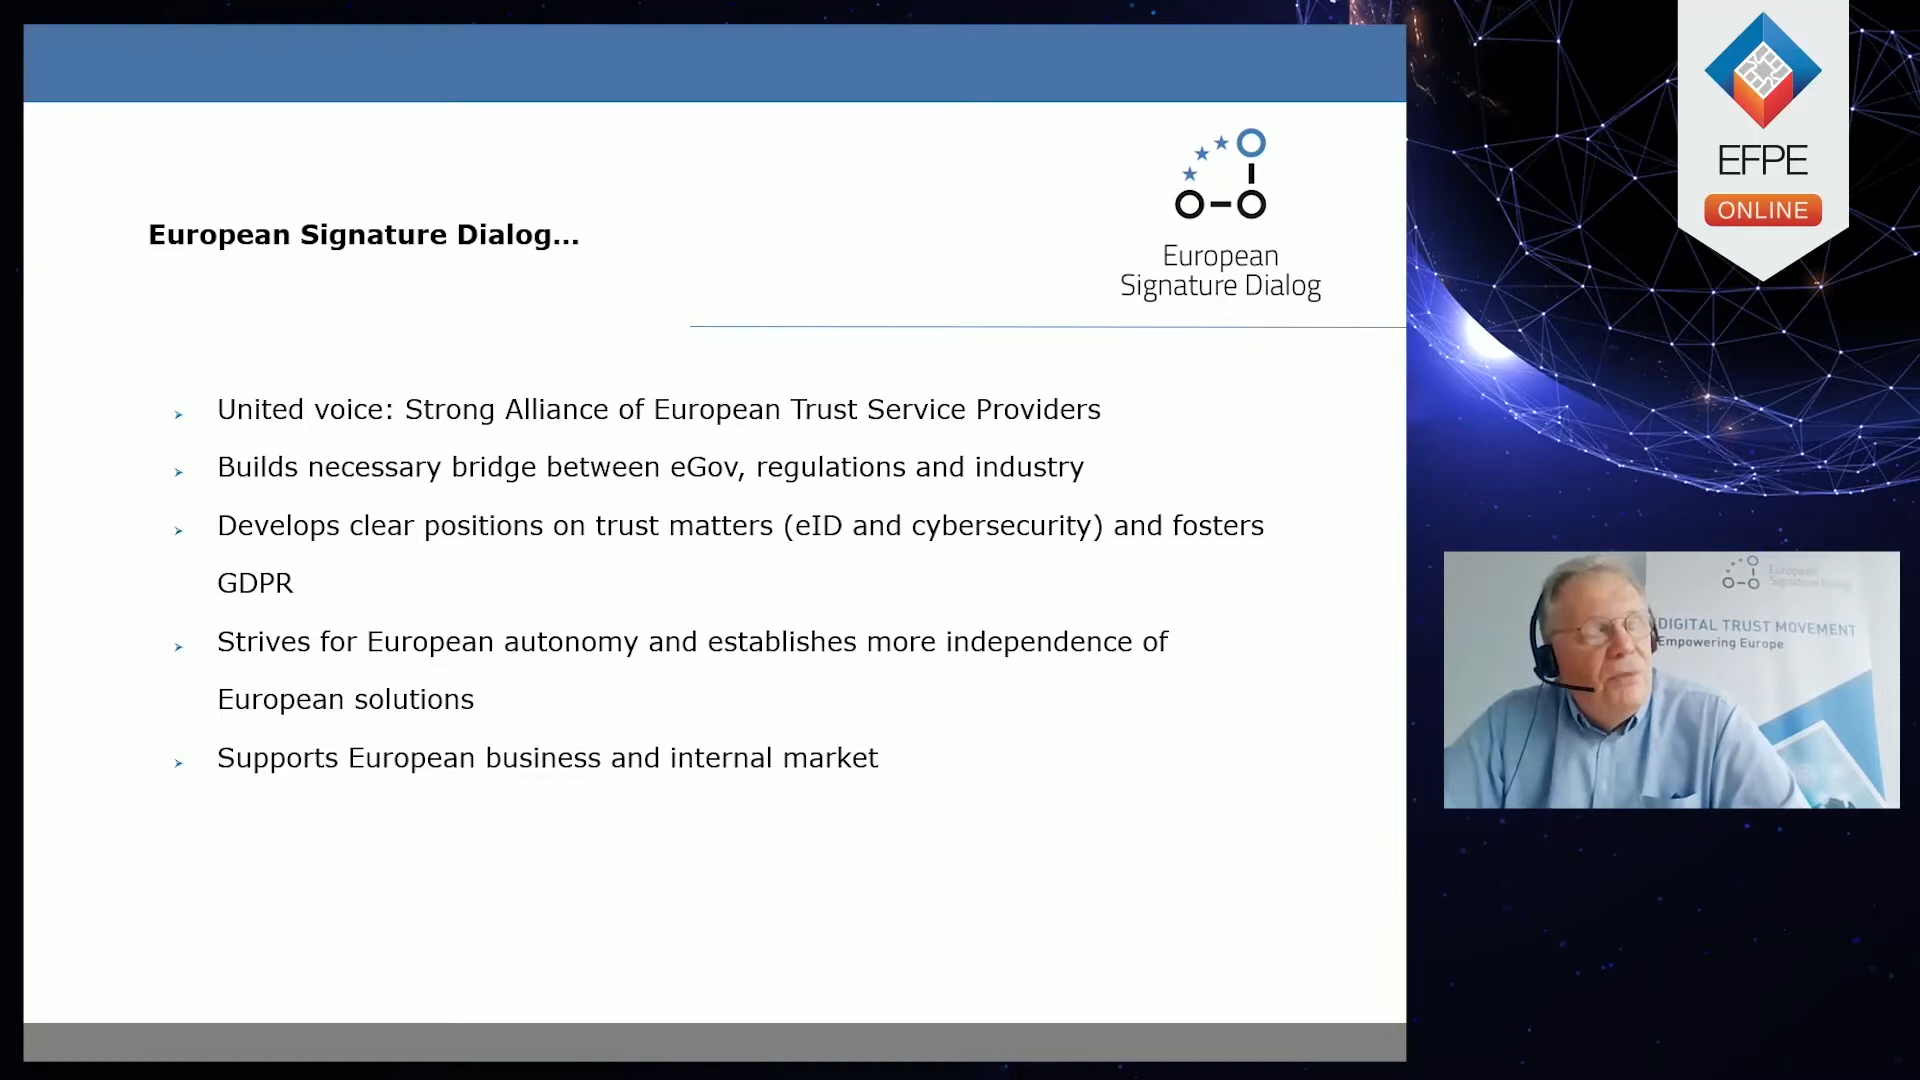 European Signature Dialog...
European
Signature Dialog
United voice: Strong Alliance of European Trust Service Providers
Builds necessary bridge between eGov, regulations and industry
Develops clear positions on trust matters (eID and cybersecurity) and fosters
GDPR
Strives for European autonomy and establishes more independence of
European solutions
Supports European business and internal market
EFPE
ONLINE
European
Signature Dialog
DIGITAL TRUST MOVEMENT
Empowering Europe